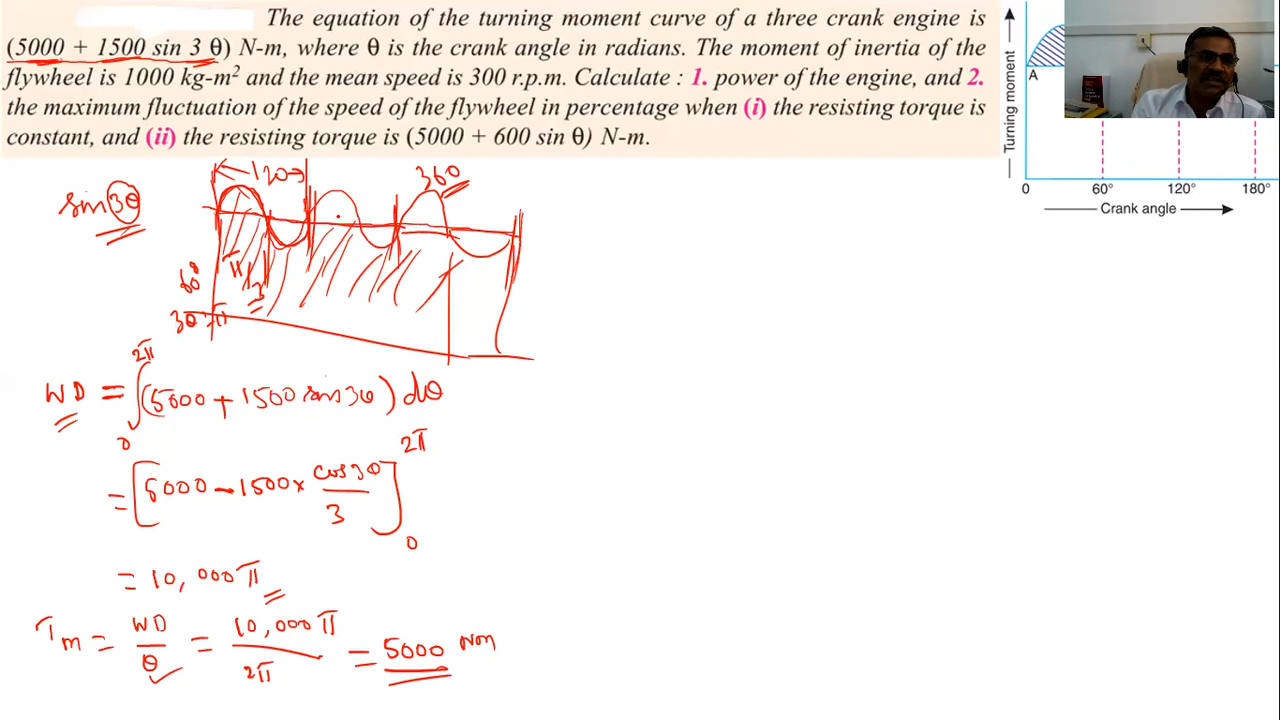 The equation of the turning moment curve of a three crank engine is
(5000 + 1500 sin 3 θ) N-m, where θ is the crank angle in radians. The moment of inertia of the
flywheel is 1000 kg-m² and the mean speed is 300 r.p.m. Calculate : 1. power of the engine, and 2.
the maximum fluctuation of the speed of the flywheel in percentage when (i) the resisting torque is
constant, and (ii) the resisting torque is (5000 + 600 sin θ) N-m.
Turning moment
A
0 60° 120° 180°
Crank angle
120
360
sin 3θ
π/3
60°
3θ = π
WD = ∫₀^2π (5000 + 1500 sin 3θ) dθ
= [5000 - 1500 × cos 3θ / 3]₀^2π
= 10,000 π
Tm = WD / θ = 10,000 π / 2π = 5000 Nm